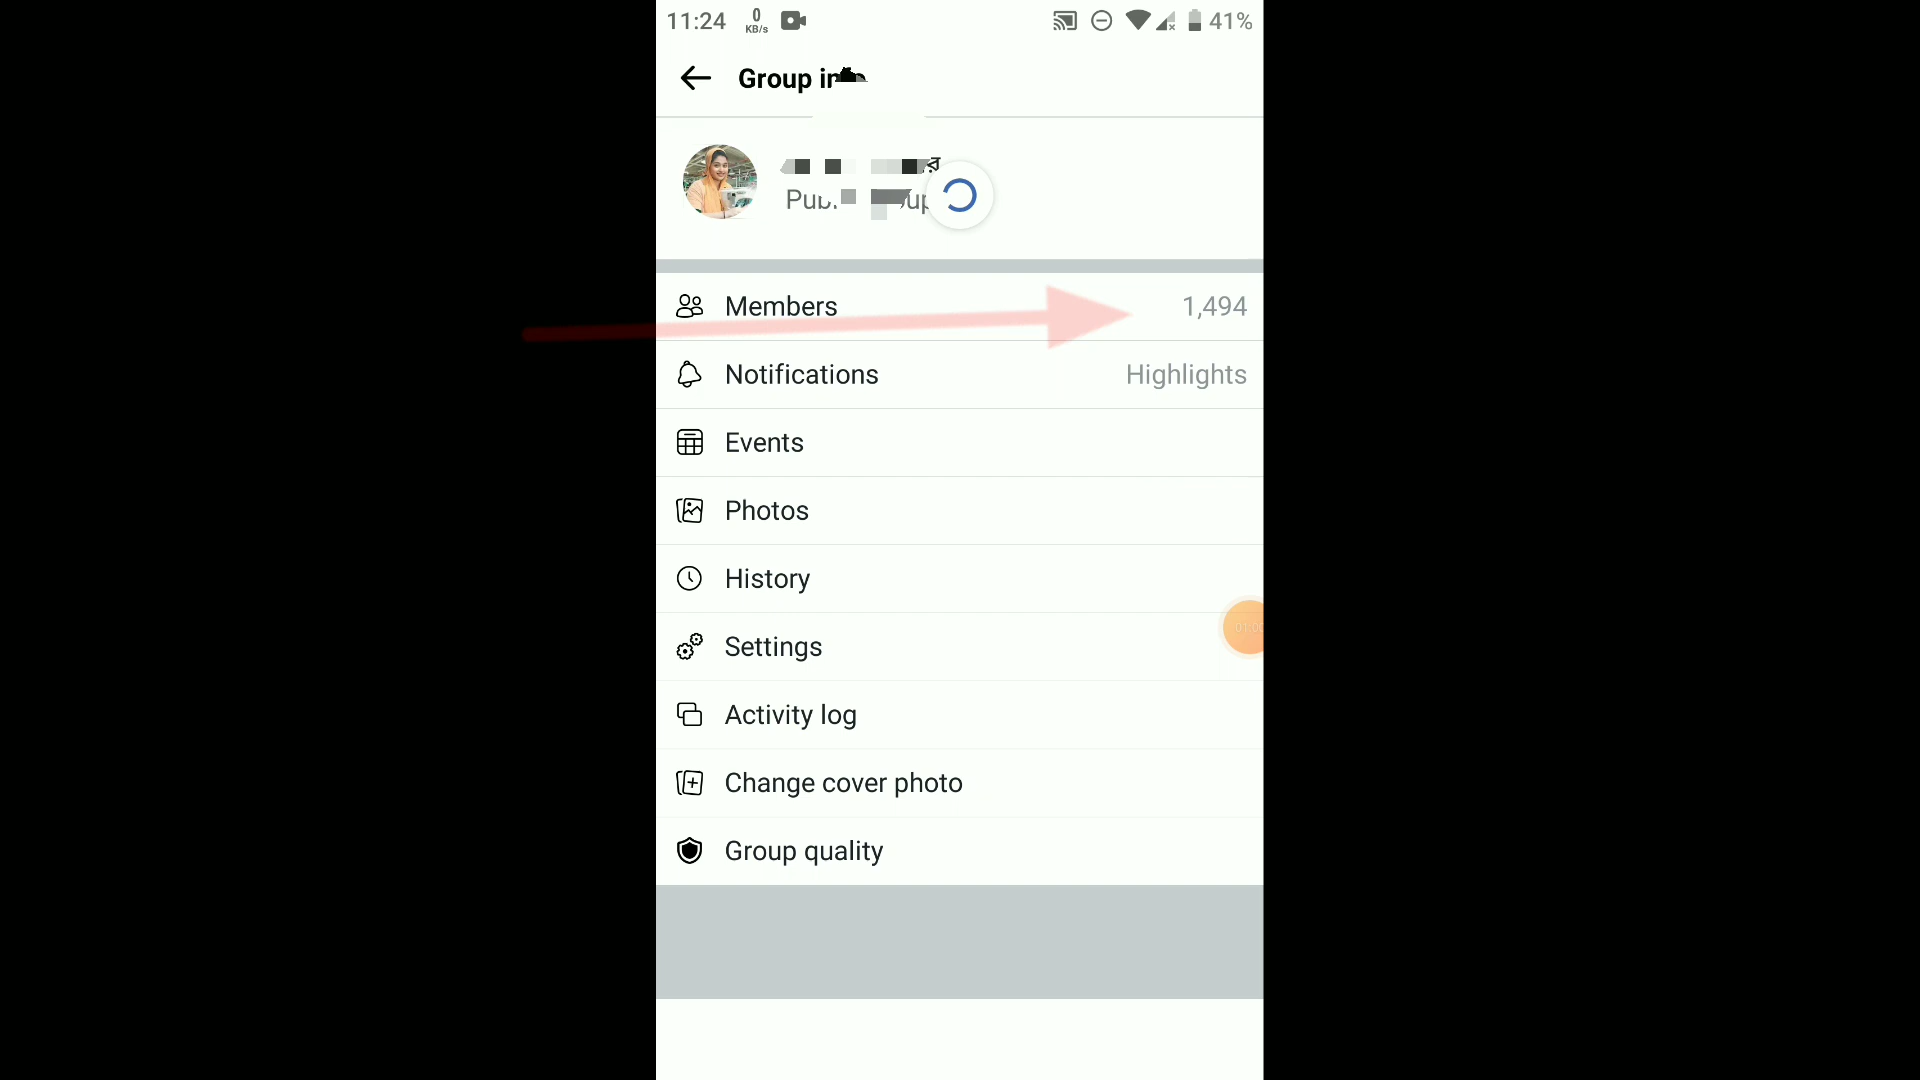 11:24 0 KB/s 41%
Group info
Members 1,494
Notifications Highlights
Events
Photos
History
Settings
Activity log
Change cover photo
Group quality